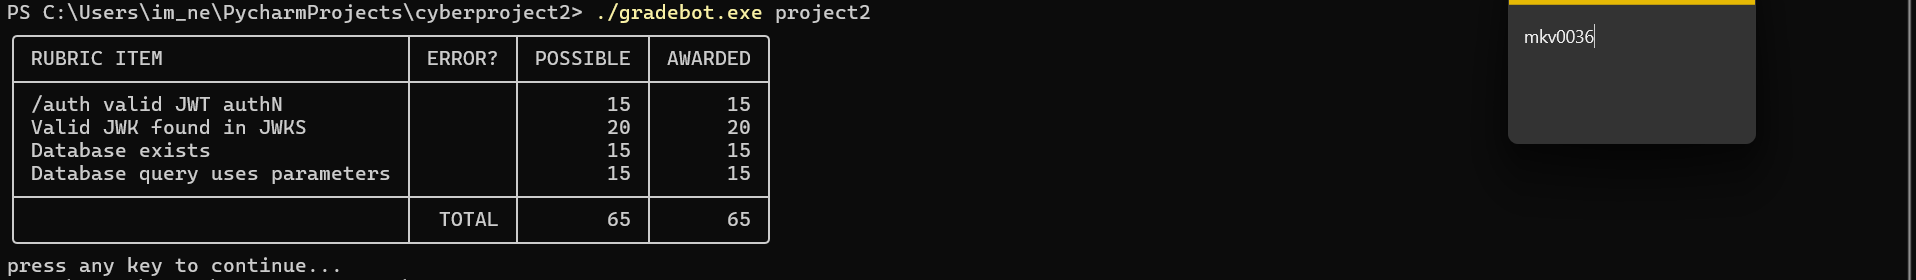 PS C:\Users\im_ne\PycharmProjects\cyberproject2> ./gradebot.exe project2
mkv0036
RUBRIC ITEM ERROR? POSSIBLE AWARDED
/auth valid JWT authN 15 15
Valid JWK found in JWKS 20 20
Database exists 15 15
Database query uses parameters 15 15
TOTAL 65 65
press any key to continue...